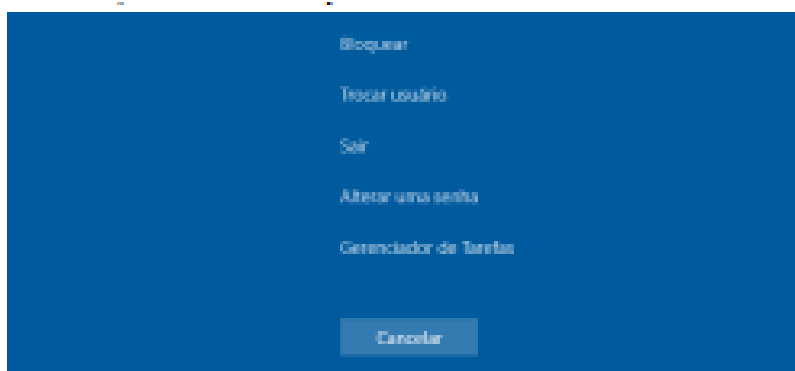 Bloquear
Trocar usuário
Sair
Alterar uma senha
Gerenciador de Tarefas
Cancelar